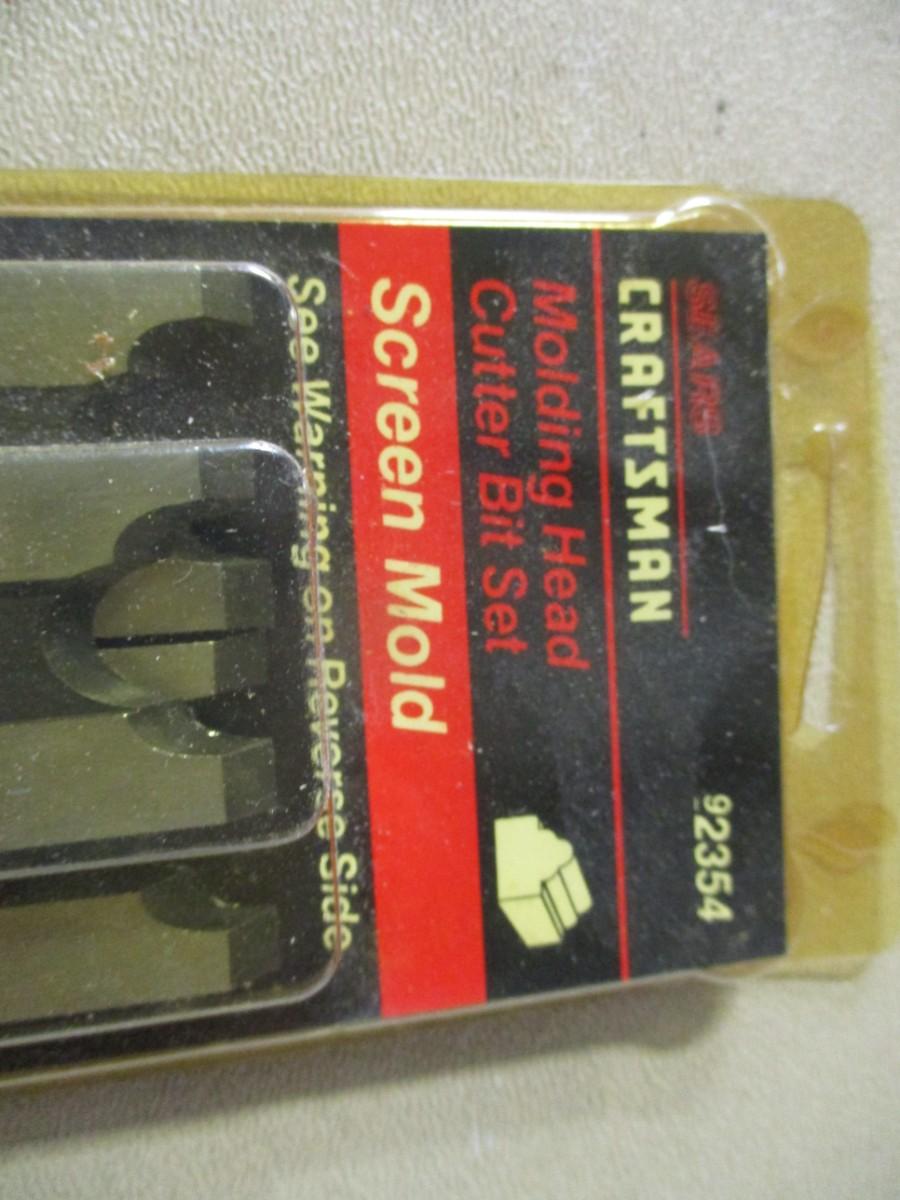 SEARS
CRAFTSMAN
92354
Molding Head
Cutter Bit Set
Screen Mold
See Warning on Reverse Side